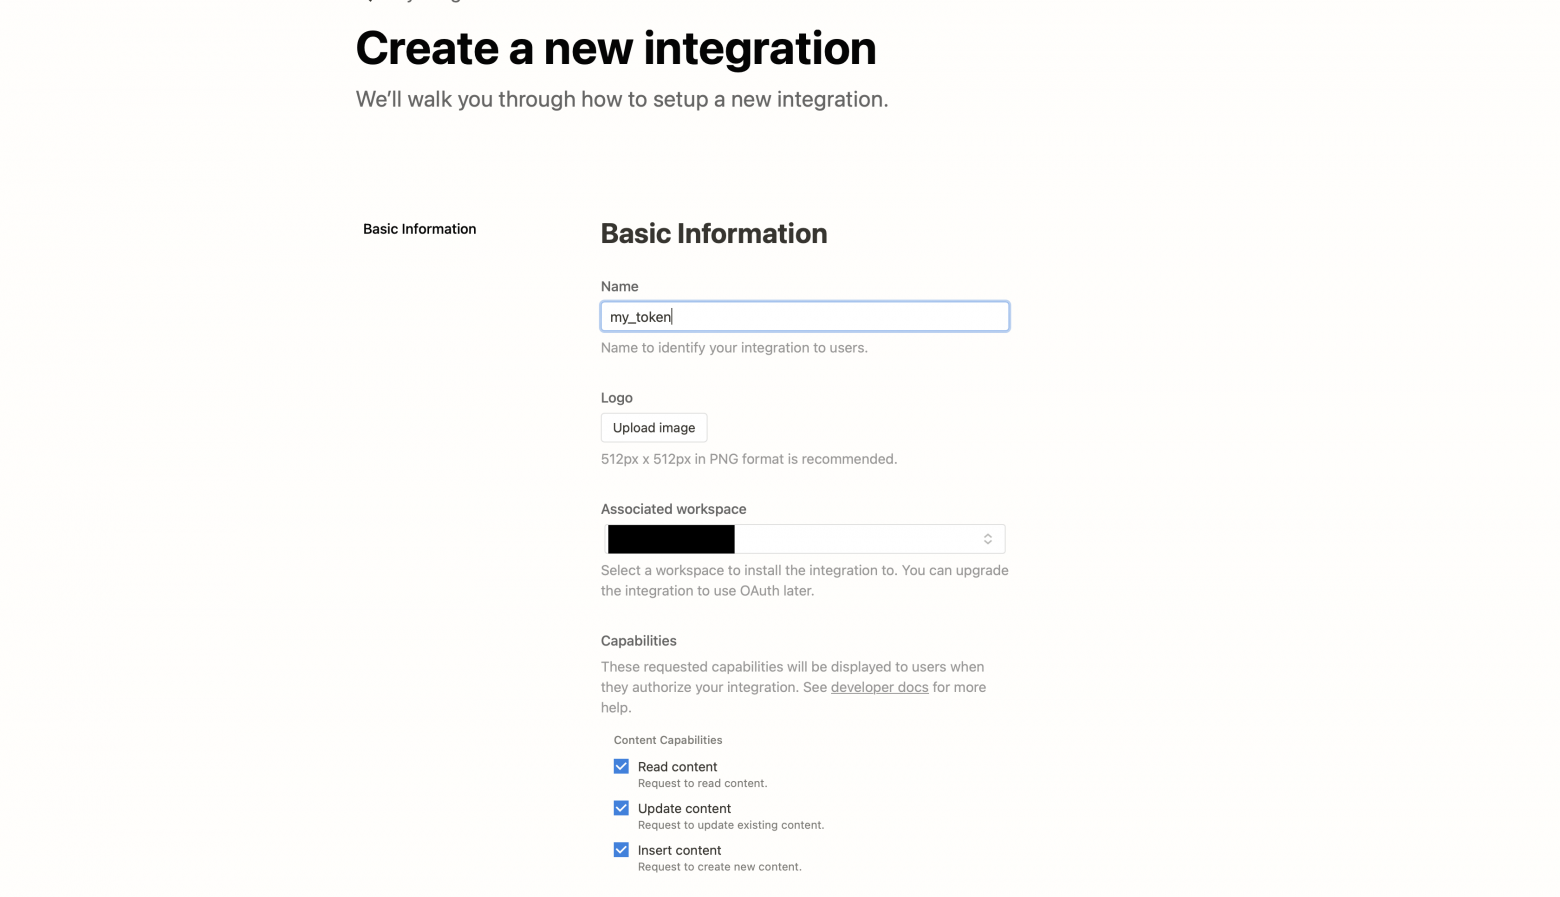 Create a new integration
We'll walk you through how to setup a new integration.
Basic Information
Basic Information
Name
my_token
Name to identify your integration to users.
Logo
Upload image
512px x 512px in PNG format is recommended.
Associated workspace
Select a workspace to install the integration to. You can upgrade
the integration to use OAuth later.
Capabilities
These requested capabilities will be displayed to users when
they authorize your integration. See developer docs for more
help.
Content Capabilities
Read content
Request to read content.
Update content
Request to update existing content.
Insert content
Request to create new content.